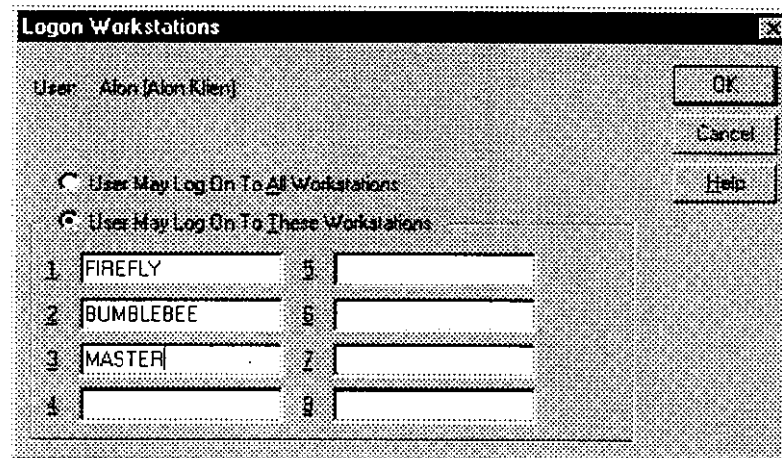 Logon Workstations
User: Alon (Alon Klien)
OK
Cancel
Help
User May Log On To All Workstations
User May Log On To These Workstations
1 FIREFLY 5
2 BUMBLEBEE 6
3 MASTER 7
4 8